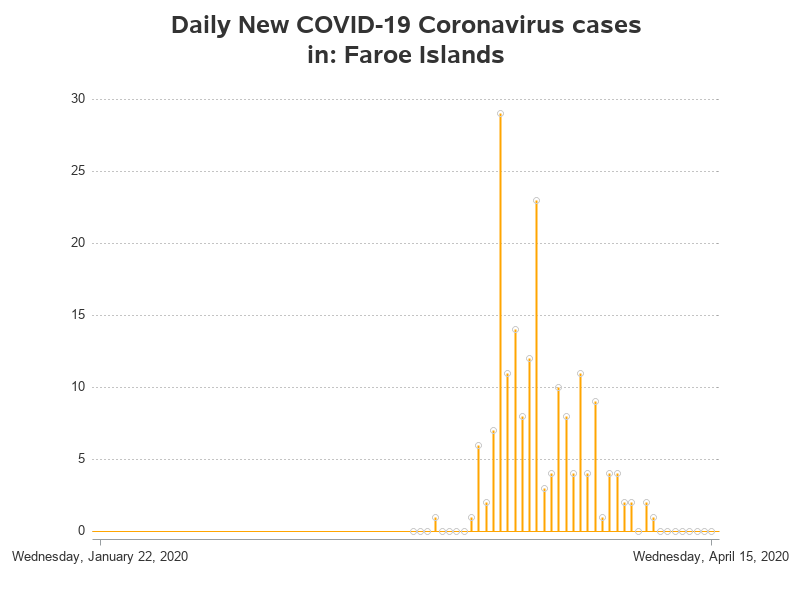 Daily New COVID-19 Coronavirus cases
in: Faroe Islands
30
25
20
15
10
5
0
Wednesday, January 22, 2020 Wednesday, April 15, 2020